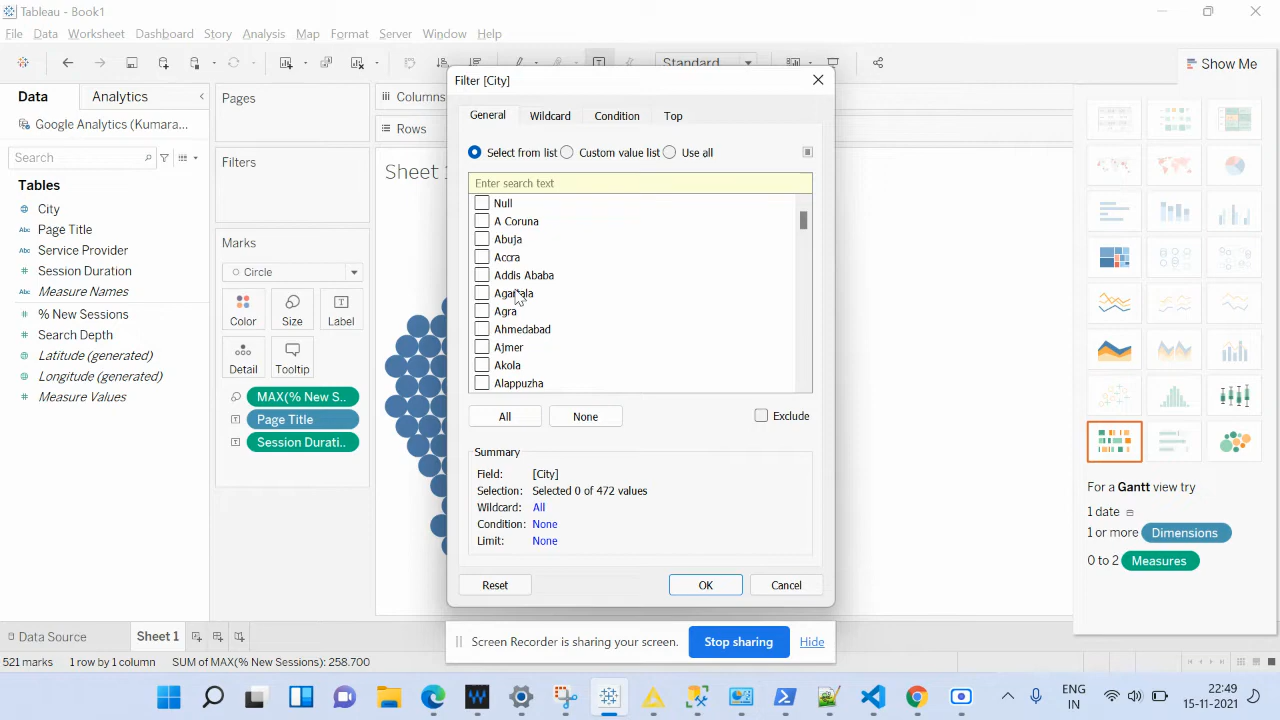 Tableau - Book1
File Data Worksheet Dashboard Story Analysis Map Format Server Window Help
Standard
Show Me
Data Analytics
Google Analytics (Kumara...
Search
Tables
City
Abc Page Title
Service Provider
# Session Duration
Abc Measure Names
# % New Sessions
# Search Depth
Latitude (generated)
Longitude (generated)
# Measure Values
Pages
Filters
Marks
Circle
Color Size Label
Detail Tooltip
MAX(% New S..
Page Title
Session Durati..
Columns
Rows
Sheet
Filter [City]
General Wildcard Condition Top
Select from list Custom value list Use all
Enter search text
Null
A Coruna
Abuja
Accra
Addis Ababa
Agartala
Agra
Ahmedabad
Ajmer
Akola
Alappuzha
All None Exclude
Summary
Field: [City]
Selection: Selected 0 of 472 values
Wildcard: All
Condition: None
Limit: None
Reset OK Cancel
For a Gantt view try
1 date
1 or more Dimensions
0 to 2 Measures
Data Source Sheet 1
Screen Recorder is sharing your screen. Stop sharing Hide
521 marks 1 row by 1 column SUM of MAX(% New Sessions): 258.700
ENG
IN
22:49
15-11-2021